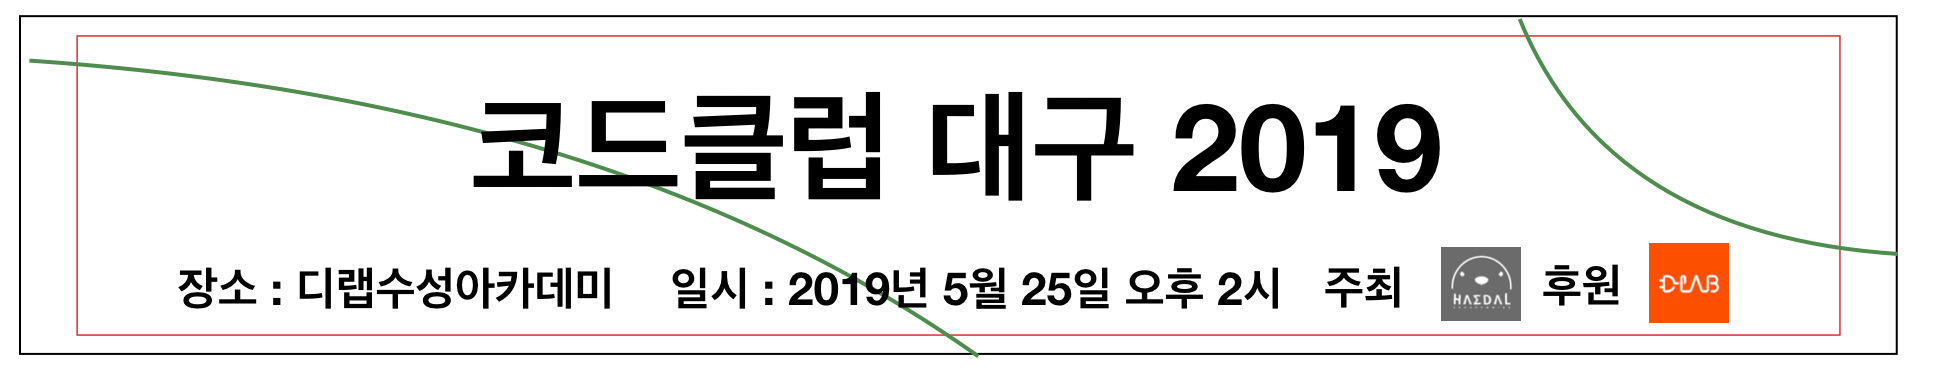 코드클럽 대구 2019
장소 : 디랩수성아카데미 일시 : 2019년 5월 25일 오후 2시 주최 HAEDAL 후원 D-LAB